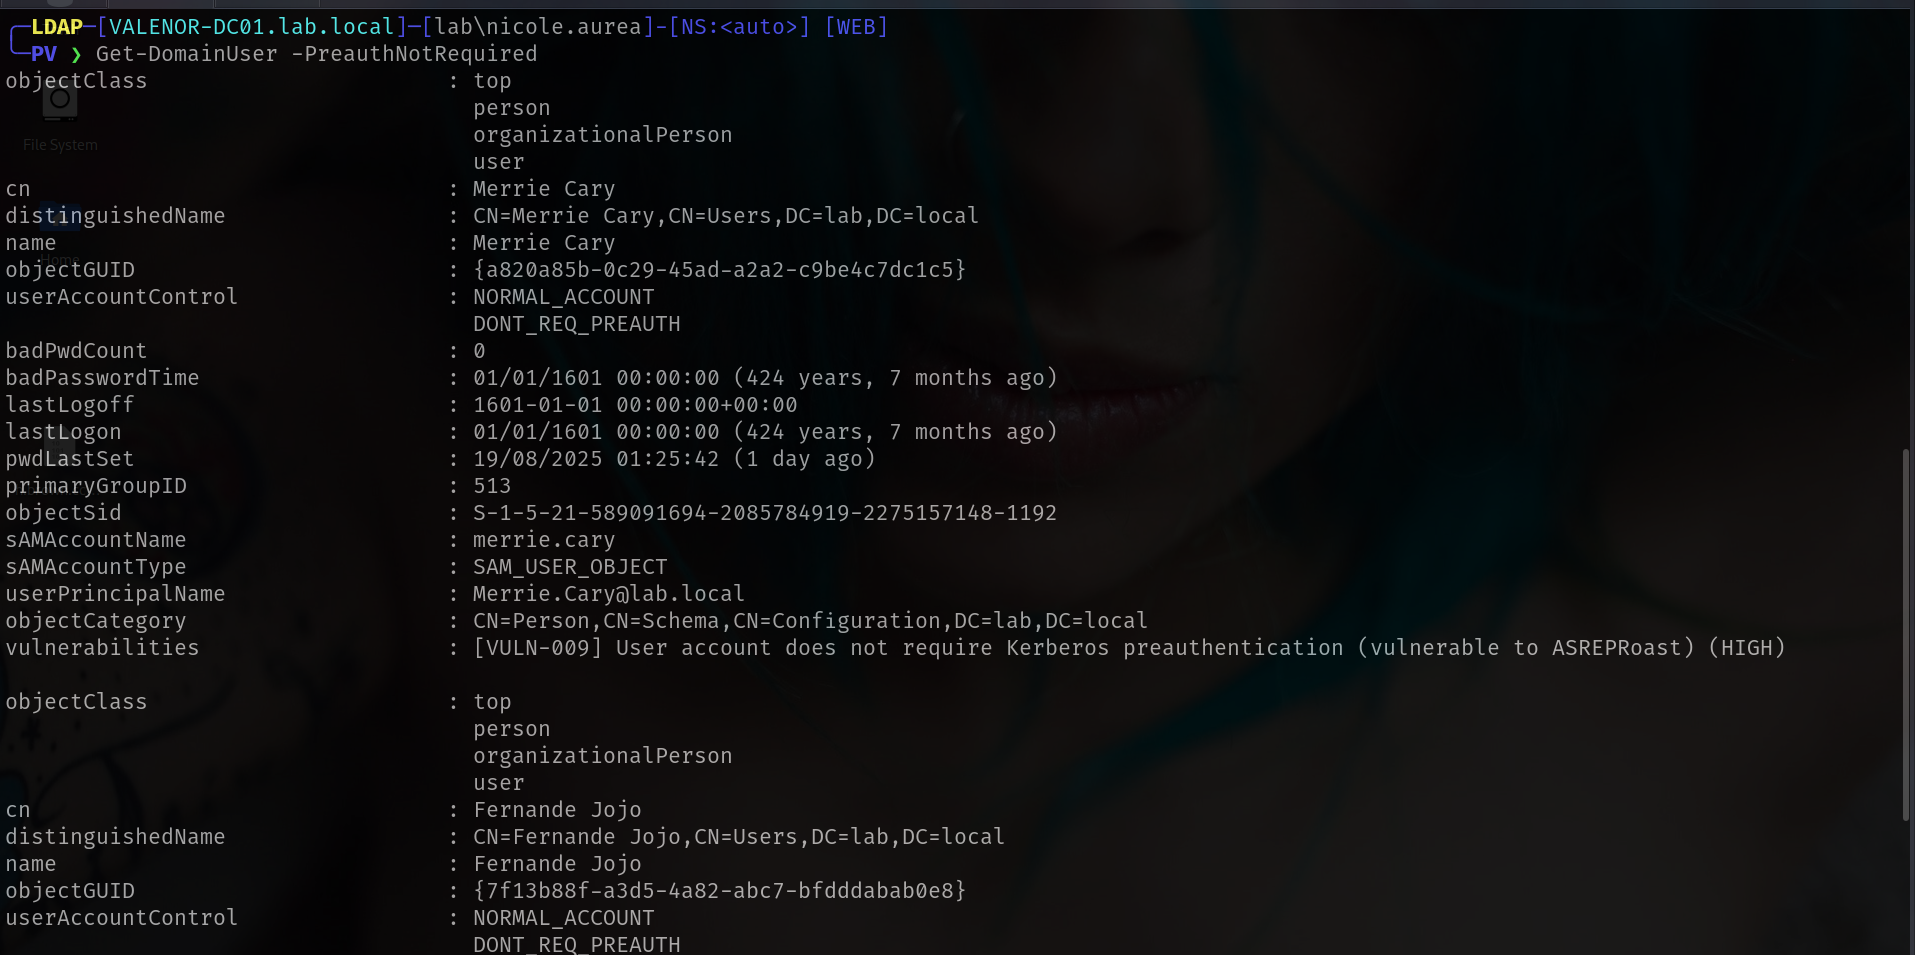 LDAP─[VALENOR-DC01.lab.local]─[lab\nicole.aurea]-[NS:<auto>] [WEB]
PV ❯ Get-DomainUser -PreauthNotRequired
objectClass : top
person
organizationalPerson
user
cn : Merrie Cary
distinguishedName : CN=Merrie Cary,CN=Users,DC=lab,DC=local
name : Merrie Cary
objectGUID : {a820a85b-0c29-45ad-a2a2-c9be4c7dc1c5}
userAccountControl : NORMAL_ACCOUNT
DONT_REQ_PREAUTH
badPwdCount : 0
badPasswordTime : 01/01/1601 00:00:00 (424 years, 7 months ago)
lastLogoff : 1601-01-01 00:00:00+00:00
lastLogon : 01/01/1601 00:00:00 (424 years, 7 months ago)
pwdLastSet : 19/08/2025 01:25:42 (1 day ago)
primaryGroupID : 513
objectSid : S-1-5-21-589091694-2085784919-2275157148-1192
sAMAccountName : merrie.cary
sAMAccountType : SAM_USER_OBJECT
userPrincipalName : Merrie.Cary@lab.local
objectCategory : CN=Person,CN=Schema,CN=Configuration,DC=lab,DC=local
vulnerabilities : [VULN-009] User account does not require Kerberos preauthentication (vulnerable to ASREPRoast) (HIGH)
objectClass : top
person
organizationalPerson
user
cn : Fernande Jojo
distinguishedName : CN=Fernande Jojo,CN=Users,DC=lab,DC=local
name : Fernande Jojo
objectGUID : {7f13b88f-a3d5-4a82-abc7-bfdddabab0e8}
userAccountControl : NORMAL_ACCOUNT
DONT_REQ_PREAUTH
File System
Home